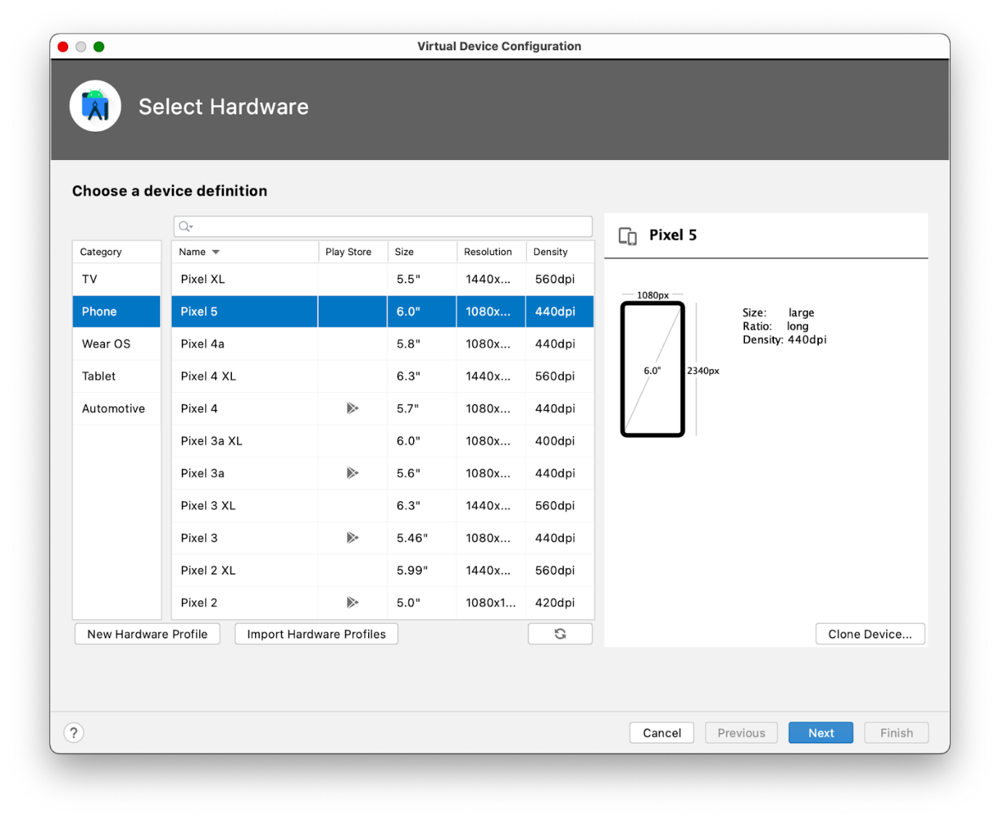 Virtual Device Configuration
Select Hardware
Choose a device definition
Category
TV
Phone
Wear OS
Tablet
Automotive
Name Play Store Size Resolution Density
Pixel XL 5.5" 1440x... 560dpi
Pixel 5 6.0" 1080x... 440dpi
Pixel 4a 5.8" 1080x... 440dpi
Pixel 4 XL 6.3" 1440x... 560dpi
Pixel 4 5.7" 1080x... 440dpi
Pixel 3a XL 6.0" 1080x... 400dpi
Pixel 3a 5.6" 1080x... 440dpi
Pixel 3 XL 6.3" 1440x... 560dpi
Pixel 3 5.46" 1080x... 440dpi
Pixel 2 XL 5.99" 1440x... 560dpi
Pixel 2 5.0" 1080x1... 420dpi
New Hardware Profile Import Hardware Profiles
Pixel 5
1080px
6.0"
2340px
Size: large
Ratio: long
Density: 440dpi
Clone Device...
? Cancel Previous Next Finish